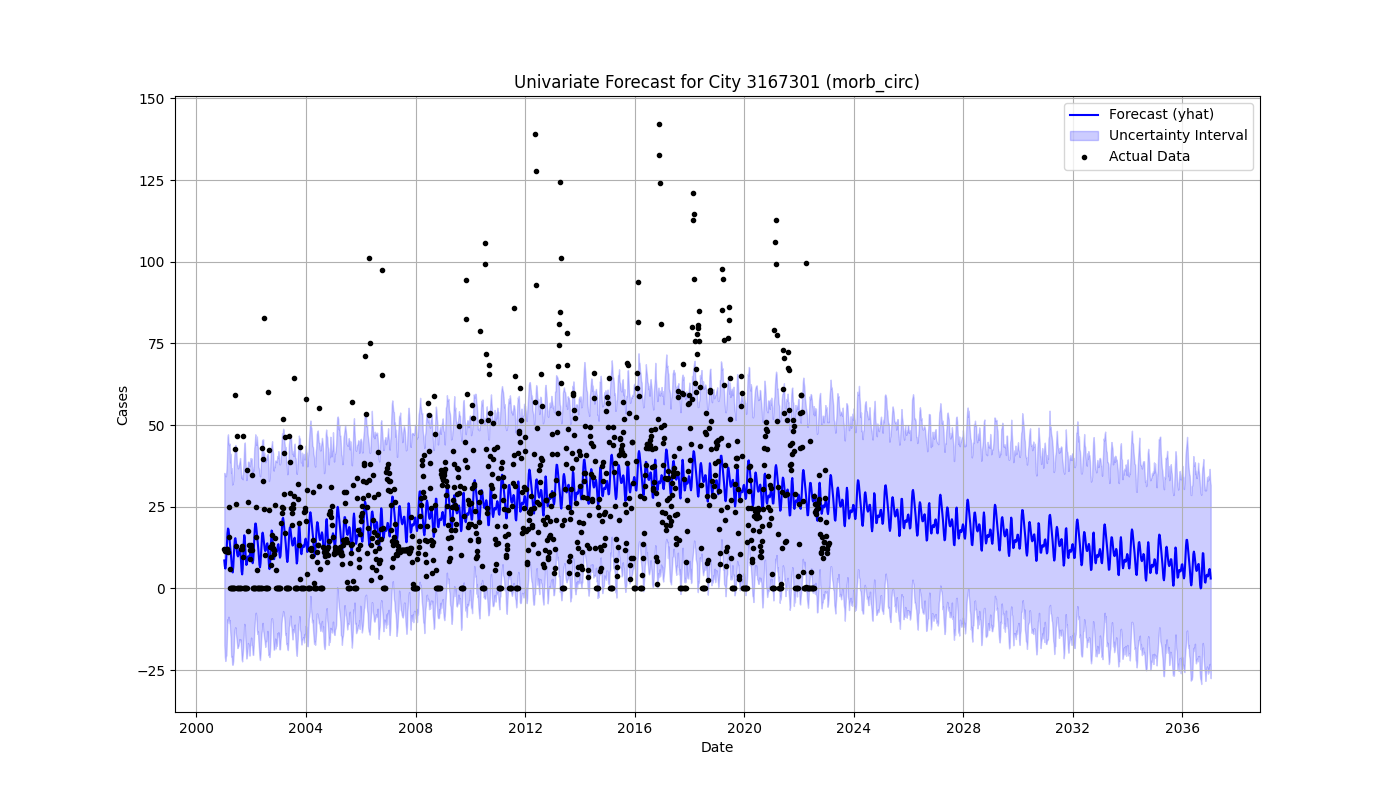 Univariate Forecast for City 3167301 (morb_circ)
Forecast (yhat)
Uncertainty Interval
Actual Data
150
125
100
75
50
25
0
−25
Cases
2000 2004 2008 2012 2016 2020 2024 2028 2032 2036
Date